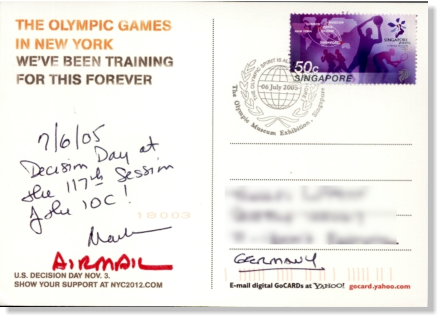 THE OLYMPIC GAMES
IN NEW YORK
WE'VE BEEN TRAINING
FOR THIS FOREVER
50c
SINGAPORE
SINGAPORE
06 July 2005
The Olympic Museum Exhibition, Singapore
7/6/05
Decision Day at
the 117th Session
of the IOC!
18003
AIRMAIL
GERMANY
U.S. DECISION DAY NOV. 3.
SHOW YOUR SUPPORT AT NYC2012.COM
E-mail digital GoCARDs at YAHOO! gocard.yahoo.com